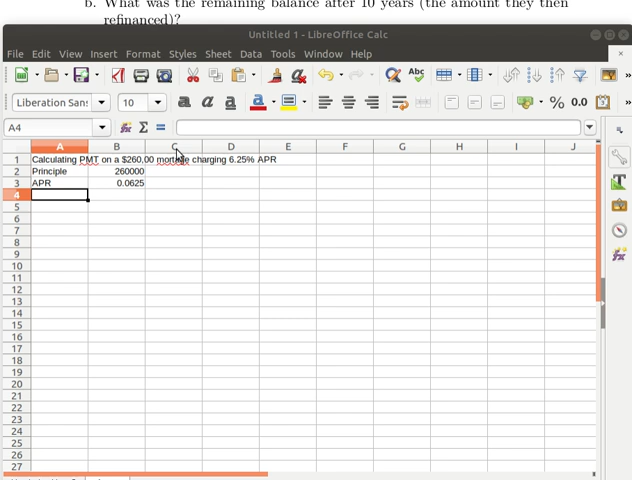 b. What was the remaining balance after 10 years (the amount they then
refinanced)?
Untitled 1 - LibreOffice Calc
File Edit View Insert Format Styles Sheet Data Tools Window Help
Liberation Sans 10
% 0.0
A4
A B C D E F G H I J
1 Calculating PMT on a $260,00 mortage charging 6.25% APR
2 Principle 260000
3 APR 0.0625
4
5
6
7
8
9
10
11
12
13
14
15
16
17
18
19
20
21
22
23
24
25
26
27